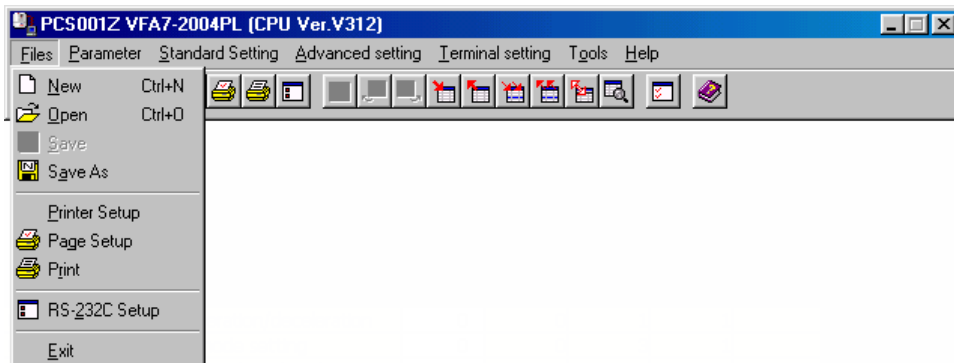 PCS001Z VFA7-2004PL (CPU Ver.V312)
Files Parameter Standard Setting Advanced setting Terminal setting Tools Help
New Ctrl+N
Open Ctrl+O
Save
Save As
Printer Setup
Page Setup
Print
RS-232C Setup
Exit